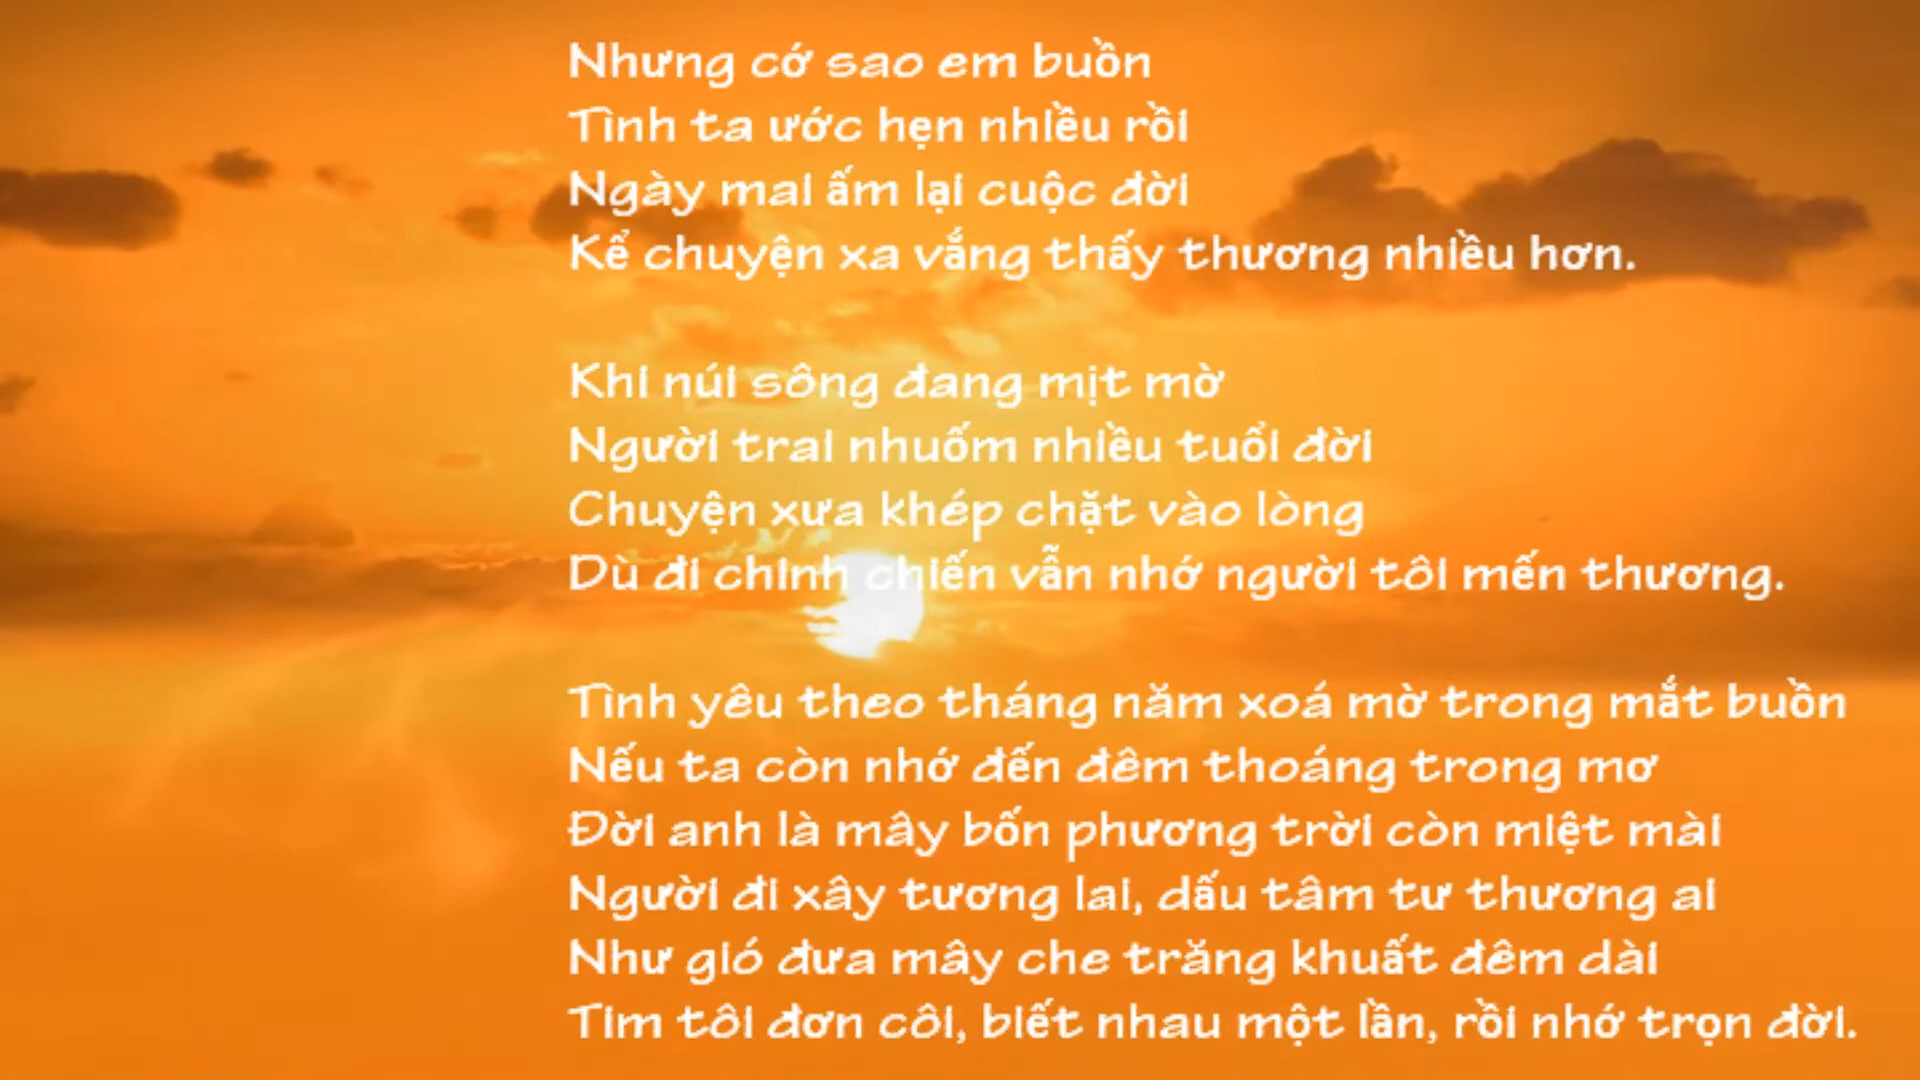 Nhưng cớ sao em buồn
Tình ta ước hẹn nhiều rồi
Ngày mai ấm lại cuộc đời
Kể chuyện xa vắng thấy thương nhiều hơn.
Khi núi sông đang mịt mờ
Người trai nhuốm nhiều tuổi đời
Chuyện xưa khép chặt vào lòng
Dù đi chinh chiến vẫn nhớ người tôi mến thương.
Tình yêu theo tháng năm xoá mờ trong mắt buồn
Nếu ta còn nhớ đến đêm thoáng trong mơ
Đời anh là mây bốn phương trời còn miệt mài
Người đi xây tương lai, dấu tâm tư thương ai
Như gió đưa mây che trăng khuất đêm dài
Tim tôi đơn côi, biết nhau một lần, rồi nhớ trọn đời.